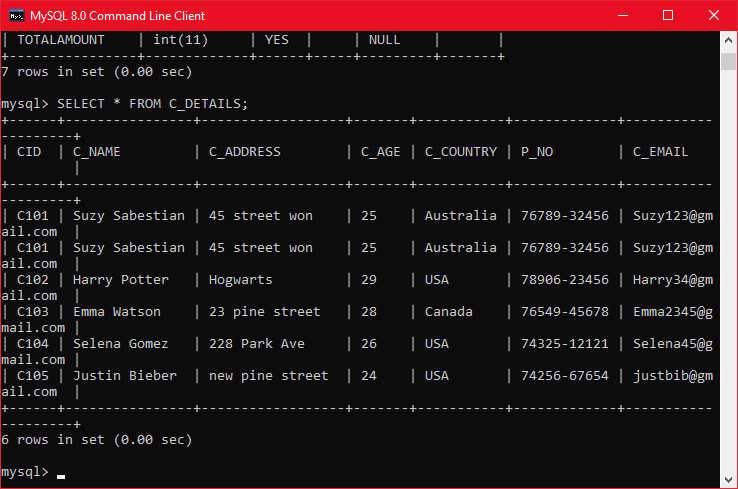 MySQL 8.0 Command Line Client
| TOTALAMOUNT    | int(11)     | YES  |     | NULL    |       |
+----------------+-------------+------+-----+---------+-------+
7 rows in set (0.00 sec)
mysql> SELECT * FROM C_DETAILS;
+------+----------------+------------------+-------+-----------+-------------+-----------
---------+
| CID  | C_NAME         | C_ADDRESS        | C_AGE | C_COUNTRY | P_NO        | C_EMAIL
         |
+------+----------------+------------------+-------+-----------+-------------+-----------
---------+
| C101 | Suzy Sabestian | 45 street won    | 25    | Australia | 76789-32456 | Suzy123@gm
ail.com  |
| C101 | Suzy Sabestian | 45 street won    | 25    | Australia | 76789-32456 | Suzy123@gm
ail.com  |
| C102 | Harry Potter   | Hogwarts         | 29    | USA       | 78906-23456 | Harry34@gm
ail.com  |
| C103 | Emma Watson    | 23 pine street   | 28    | Canada    | 76549-45678 | Emma2345@g
mail.com |
| C104 | Selena Gomez   | 228 Park Ave     | 26    | USA       | 74325-12121 | Selena45@g
mail.com |
| C105 | Justin Bieber  | new pine street  | 24    | USA       | 74256-67654 | justbib@gm
ail.com  |
+------+----------------+------------------+-------+-----------+-------------+-----------
---------+
6 rows in set (0.00 sec)
mysql>